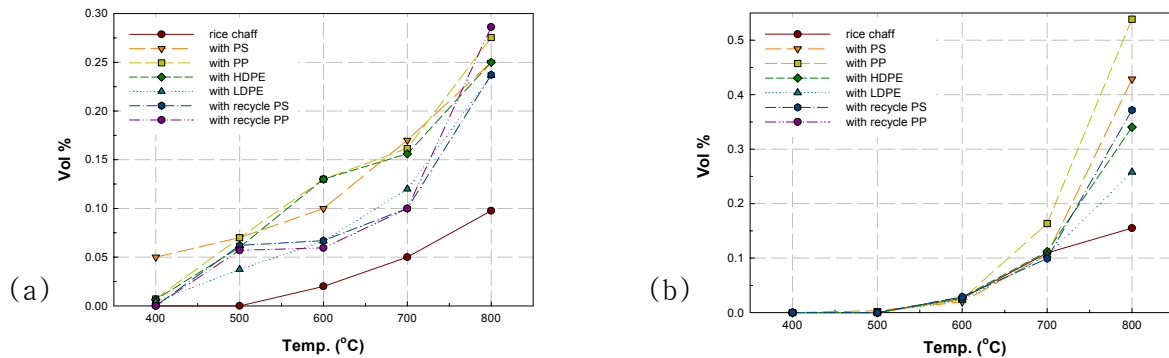 (a)
Vol %
0.30
0.25
0.20
0.15
0.10
0.05
0.00
rice chaff
with PS
with PP
with HDPE
with LDPE
with recycle PS
with recycle PP
400 500 600 700 800
Temp. (°C)
(b)
Vol %
0.5
0.4
0.3
0.2
0.1
0.0
rice chaff
with PS
with PP
with HDPE
with LDPE
with recycle PS
with recycle PP
400 500 600 700 800
Temp. (°C)